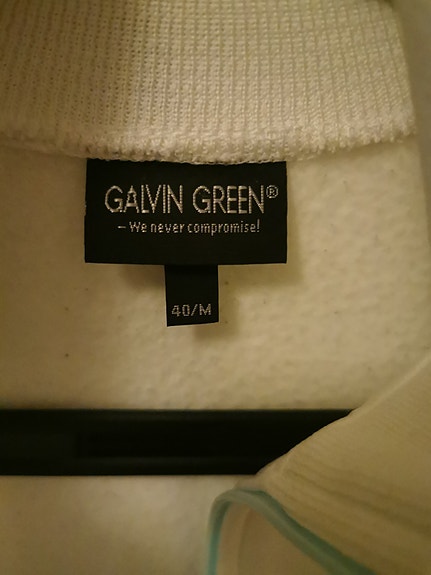 GALVIN GREEN®
– We never compromise!
40/M